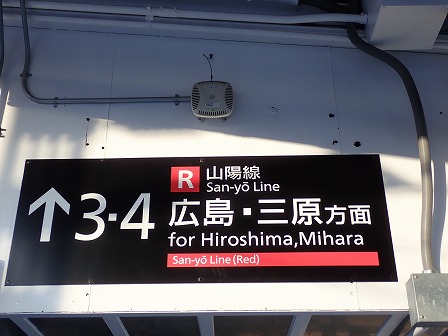 R 山陽線
San-yō Line
↑ 3・4 広島・三原方面
for Hiroshima,Mihara
San-yō Line (Red)